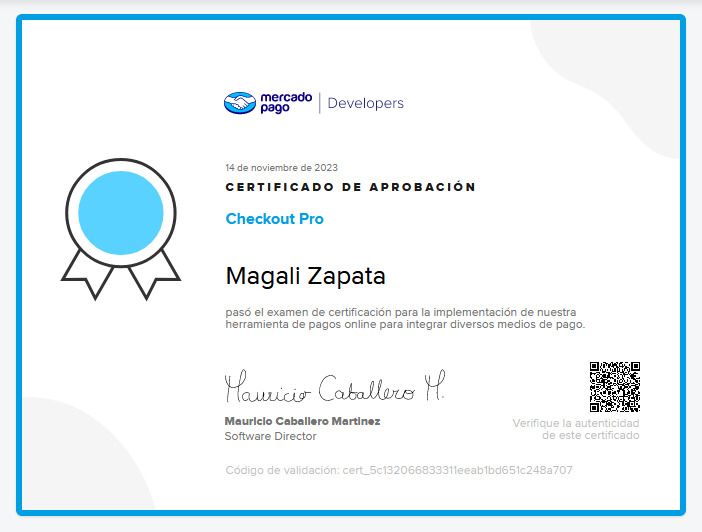 mercado pago | Developers
14 de noviembre de 2023
CERTIFICADO DE APROBACIÓN
Checkout Pro
Magali Zapata
pasó el examen de certificación para la implementación de nuestra
herramienta de pagos online para integrar diversos medios de pago.
Mauricio Caballero M.
Mauricio Caballero Martinez
Software Director
Verifique la autenticidad
de este certificado
Código de validación: cert_5c132066833311eeab1bd651c248a707